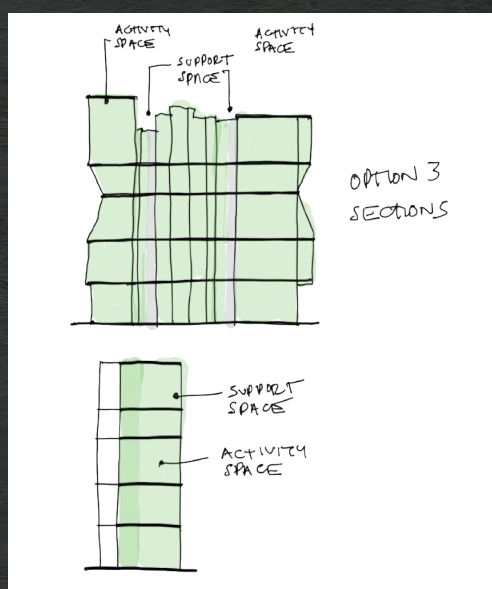 ACTIVITY
SPACE
SUPPORT
SPACE
ACTIVITY
SPACE
OPTION 3
SECTIONS
SUPPORT
SPACE
ACTIVITY
SPACE